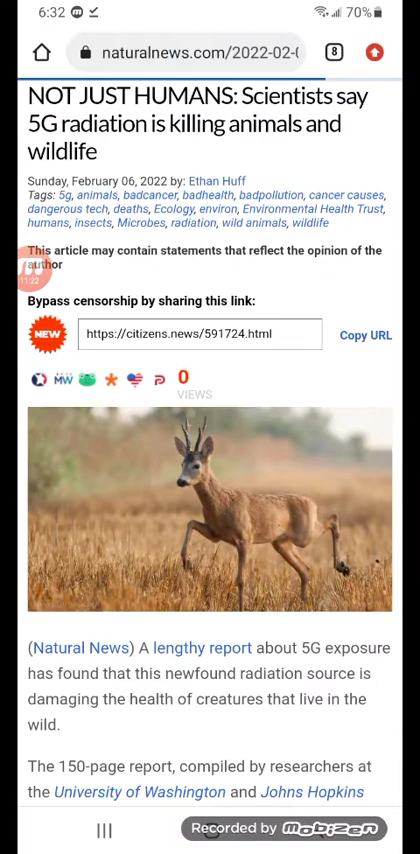 6:32
70%
naturalnews.com/2022-02-0
8
NOT JUST HUMANS: Scientists say
5G radiation is killing animals and
wildlife
Sunday, February 06, 2022 by: Ethan Huff
Tags: 5g, animals, badcancer, badhealth, badpollution, cancer causes,
dangerous tech, deaths, Ecology, environ, Environmental Health Trust,
humans, insects, Microbes, radiation, wild animals, wildlife
This article may contain statements that reflect the opinion of the
author
11:22
Bypass censorship by sharing this link:
NEW
https://citizens.news/591724.html
Copy URL
MW
0
VIEWS
(Natural News) A lengthy report about 5G exposure
has found that this newfound radiation source is
damaging the health of creatures that live in the
wild.
The 150-page report, compiled by researchers at
the University of Washington and Johns Hopkins
Recorded by mobizen